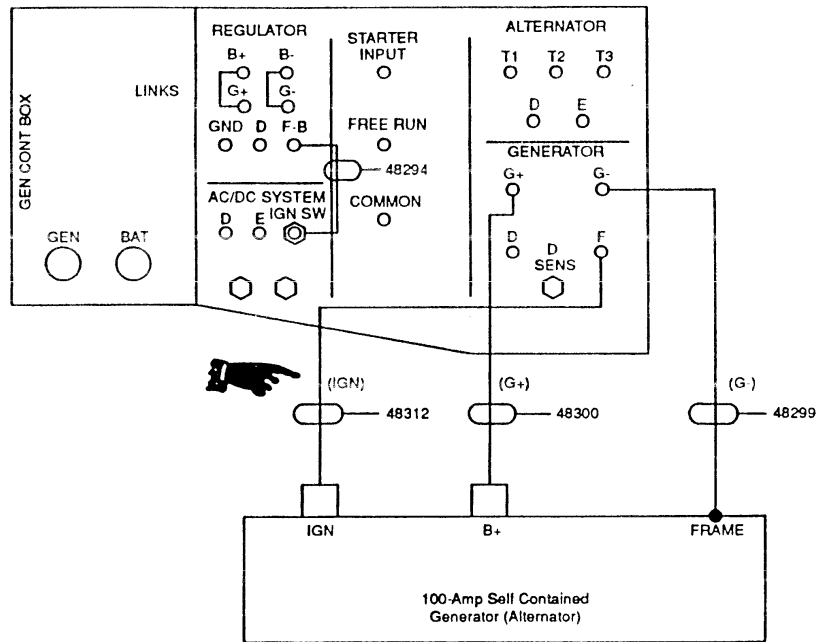 REGULATOR
B+ B-
G+ G-
GND D F-B
LINKS
GEN CONT BOX
GEN BAT
AC/DC SYSTEM
IGN SW
D E
STARTER
INPUT
FREE RUN
48294
COMMON
ALTERNATOR
T1 T2 T3
D E
GENERATOR
G+ G-
D D F
SENS
(IGN) (G+) (G-)
48312 48300 48299
IGN B+ FRAME
100-Amp Self Contained
Generator (Alternator)